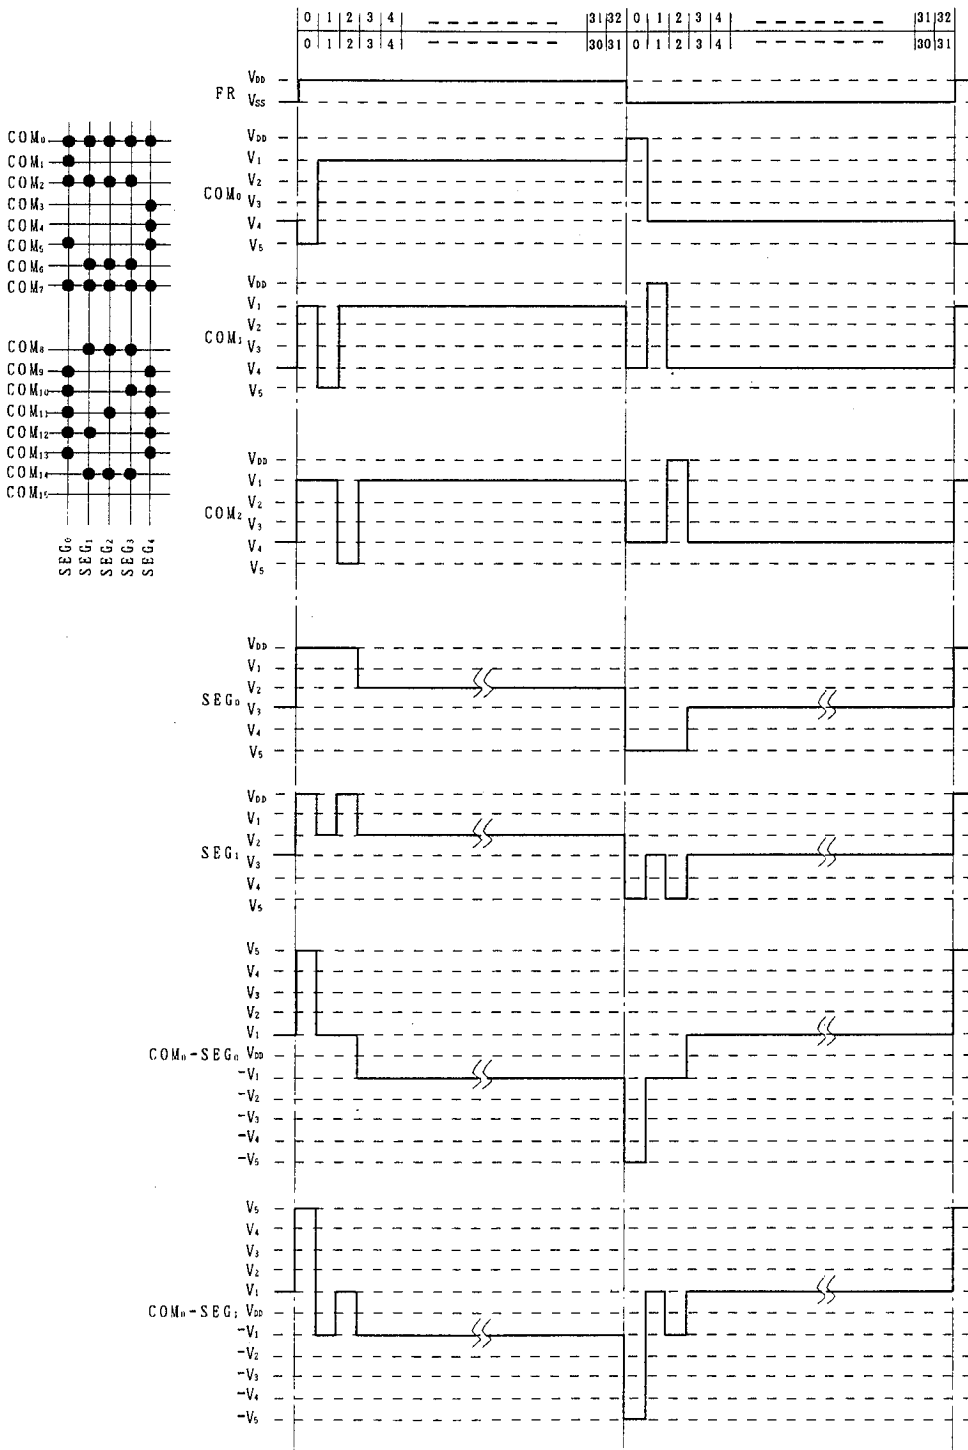 0 1 2 3 4 31 32 0 1 2 3 4 31 32
0 1 2 3 4 30 31 0 1 2 3 4 30 31
FR
VDD
VSS
COM0
COM1
COM2
COM3
COM4
COM5
COM6
COM7
COM8
COM9
COM10
COM11
COM12
COM13
COM14
COM15
SEG0
SEG1
SEG2
SEG3
SEG4
COM0
VDD
V1
V2
V3
V4
V5
COM1
VDD
V1
V2
V3
V4
V5
COM2
VDD
V1
V2
V3
V4
V5
SEG0
VDD
V1
V2
V3
V4
V5
SEG1
VDD
V1
V2
V3
V4
V5
COM0-SEG0
V5
V4
V3
V2
V1
VDD
-V1
-V2
-V3
-V4
-V5
COM0-SEG1
V5
V4
V3
V2
V1
VDD
-V1
-V2
-V3
-V4
-V5